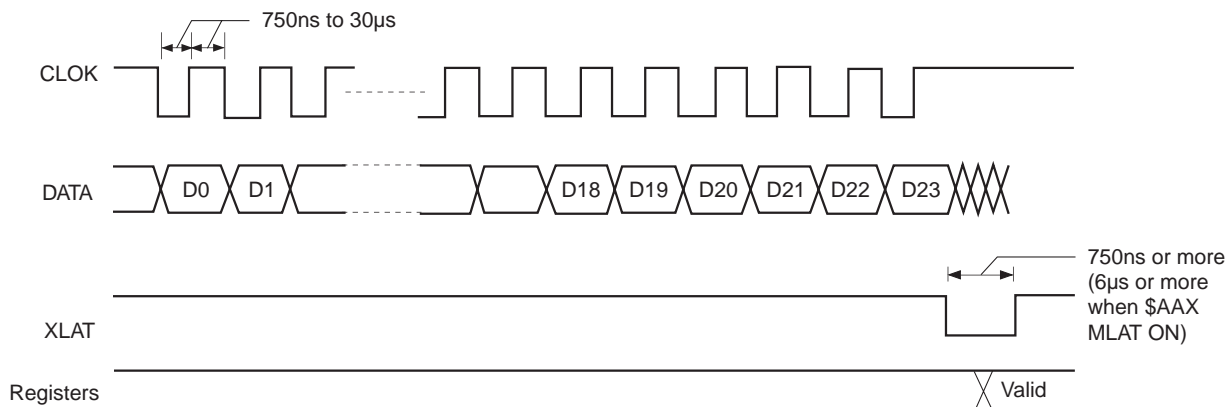 750ns to 30µs
CLOK
DATA
D0
D1
D18
D19
D20
D21
D22
D23
750ns or more
(6µs or more
when $AAX
MLAT ON)
XLAT
Registers
Valid